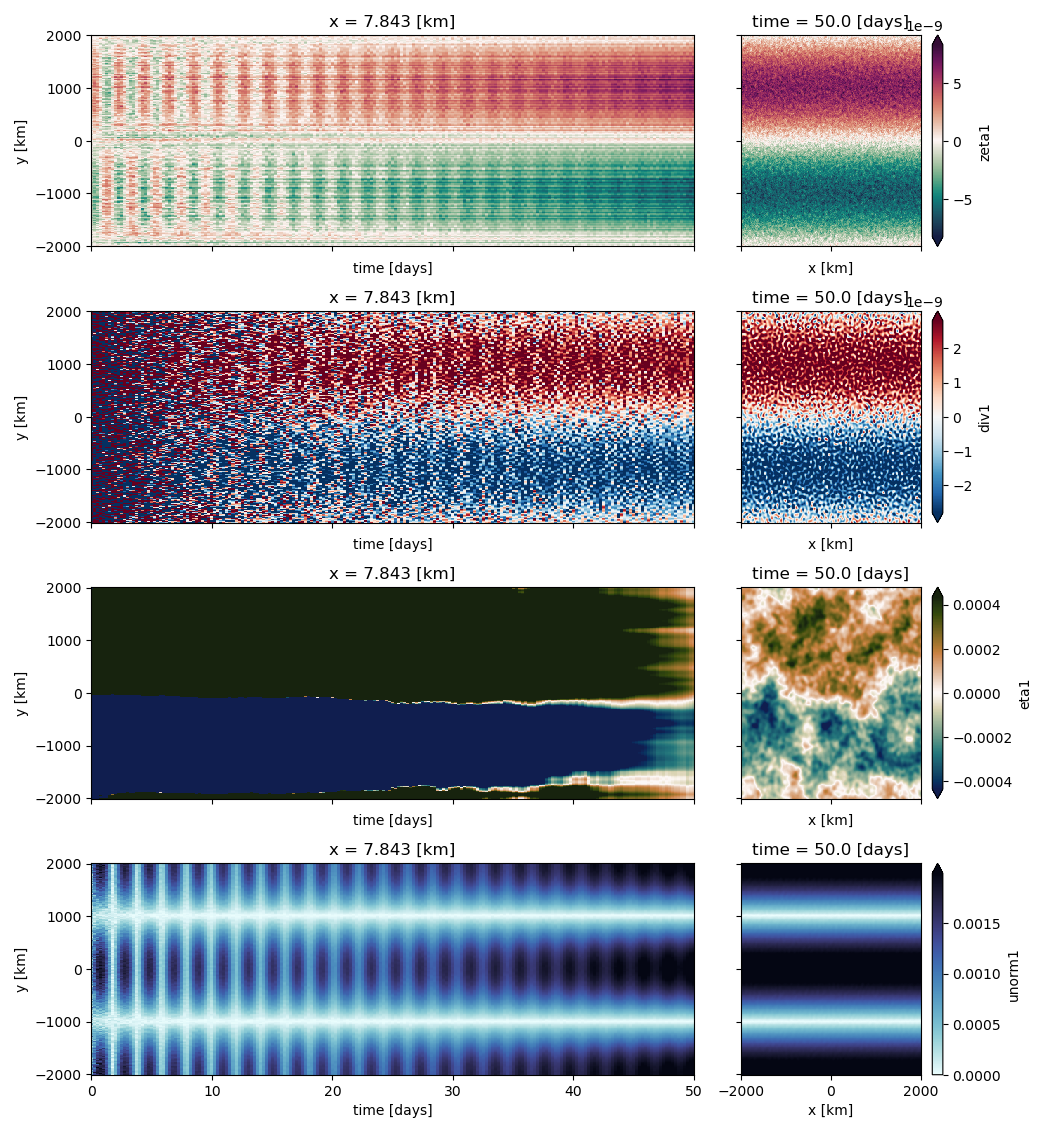 x = 7.843 [km]
time = 50.0 [days]
1e−9
2000
1000
0
−1000
−2000
y [km]
time [days]
x [km]
5
0
−5
zeta1
x = 7.843 [km]
time = 50.0 [days]
1e−9
2000
1000
0
−1000
−2000
y [km]
time [days]
x [km]
2
1
0
−1
−2
div1
x = 7.843 [km]
time = 50.0 [days]
2000
1000
0
−1000
−2000
y [km]
time [days]
x [km]
0.0004
0.0002
0.0000
−0.0002
−0.0004
eta1
x = 7.843 [km]
time = 50.0 [days]
2000
1000
0
−1000
−2000
y [km]
0 10 20 30 40 50
time [days]
−2000 0 2000
x [km]
0.0015
0.0010
0.0005
0.0000
unorm1